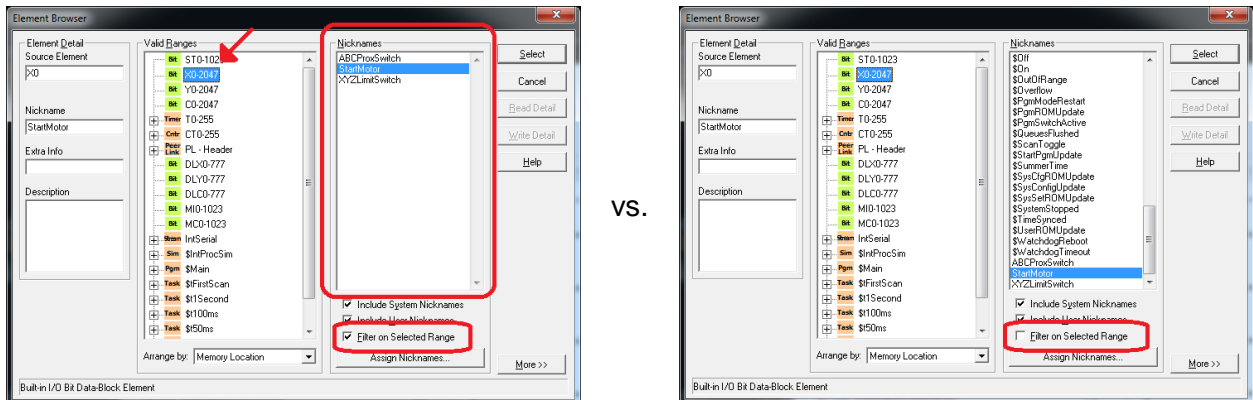 Element Browser
Element Detail
Source Element
X0
Nickname
StartMotor
Extra Info
Description
Valid Ranges
Bit ST0-1023
Bit X0-2047
Bit Y0-2047
Bit C0-2047
Timer T0-255
Cntr CT0-255
Peer Link PL - Header
Bit DLX0-777
Bit DLY0-777
Bit DLC0-777
Bit MI0-1023
Bit MC0-1023
Strmn IntSerial
Sim $IntProcSim
Pgm $Main
Task $tFirstScan
Task $t1Second
Task $t100ms
Task $t50ms
Arrange by: Memory Location
Nicknames
ABCProxSwitch
StartMotor
XYZLimitSwitch
Include System Nicknames
Include User Nicknames
Filter on Selected Range
Assign Nicknames...
Select
Cancel
Read Detail
Write Detail
Help
More >>
Built-in I/O Bit Data-Block Element
vs.
Element Browser
Element Detail
Source Element
X0
Nickname
StartMotor
Extra Info
Description
Valid Ranges
Bit ST0-1023
Bit X0-2047
Bit Y0-2047
Bit C0-2047
Timer T0-255
Cntr CT0-255
Peer Link PL - Header
Bit DLX0-777
Bit DLY0-777
Bit DLC0-777
Bit MI0-1023
Bit MC0-1023
Strmn IntSerial
Sim $IntProcSim
Pgm $Main
Task $tFirstScan
Task $t1Second
Task $t100ms
Task $t50ms
Arrange by: Memory Location
Nicknames
$Off
$On
$OutOfRange
$Overflow
$PgmModeRestart
$PgmROMUpdate
$PgmSwitchActive
$QueuesFlushed
$ScanToggle
$StartPgmUpdate
$SummerTime
$SysCfgROMUpdate
$SysConfigUpdate
$SysSetROMUpdate
$SystemStopped
$TimeSynced
$UserROMUpdate
$WatchdogReboot
$WatchdogTimeout
ABCProxSwitch
StartMotor
XYZLimitSwitch
Include System Nicknames
Include User Nicknames
Filter on Selected Range
Assign Nicknames...
Select
Cancel
Read Detail
Write Detail
Help
More >>
Built-in I/O Bit Data-Block Element